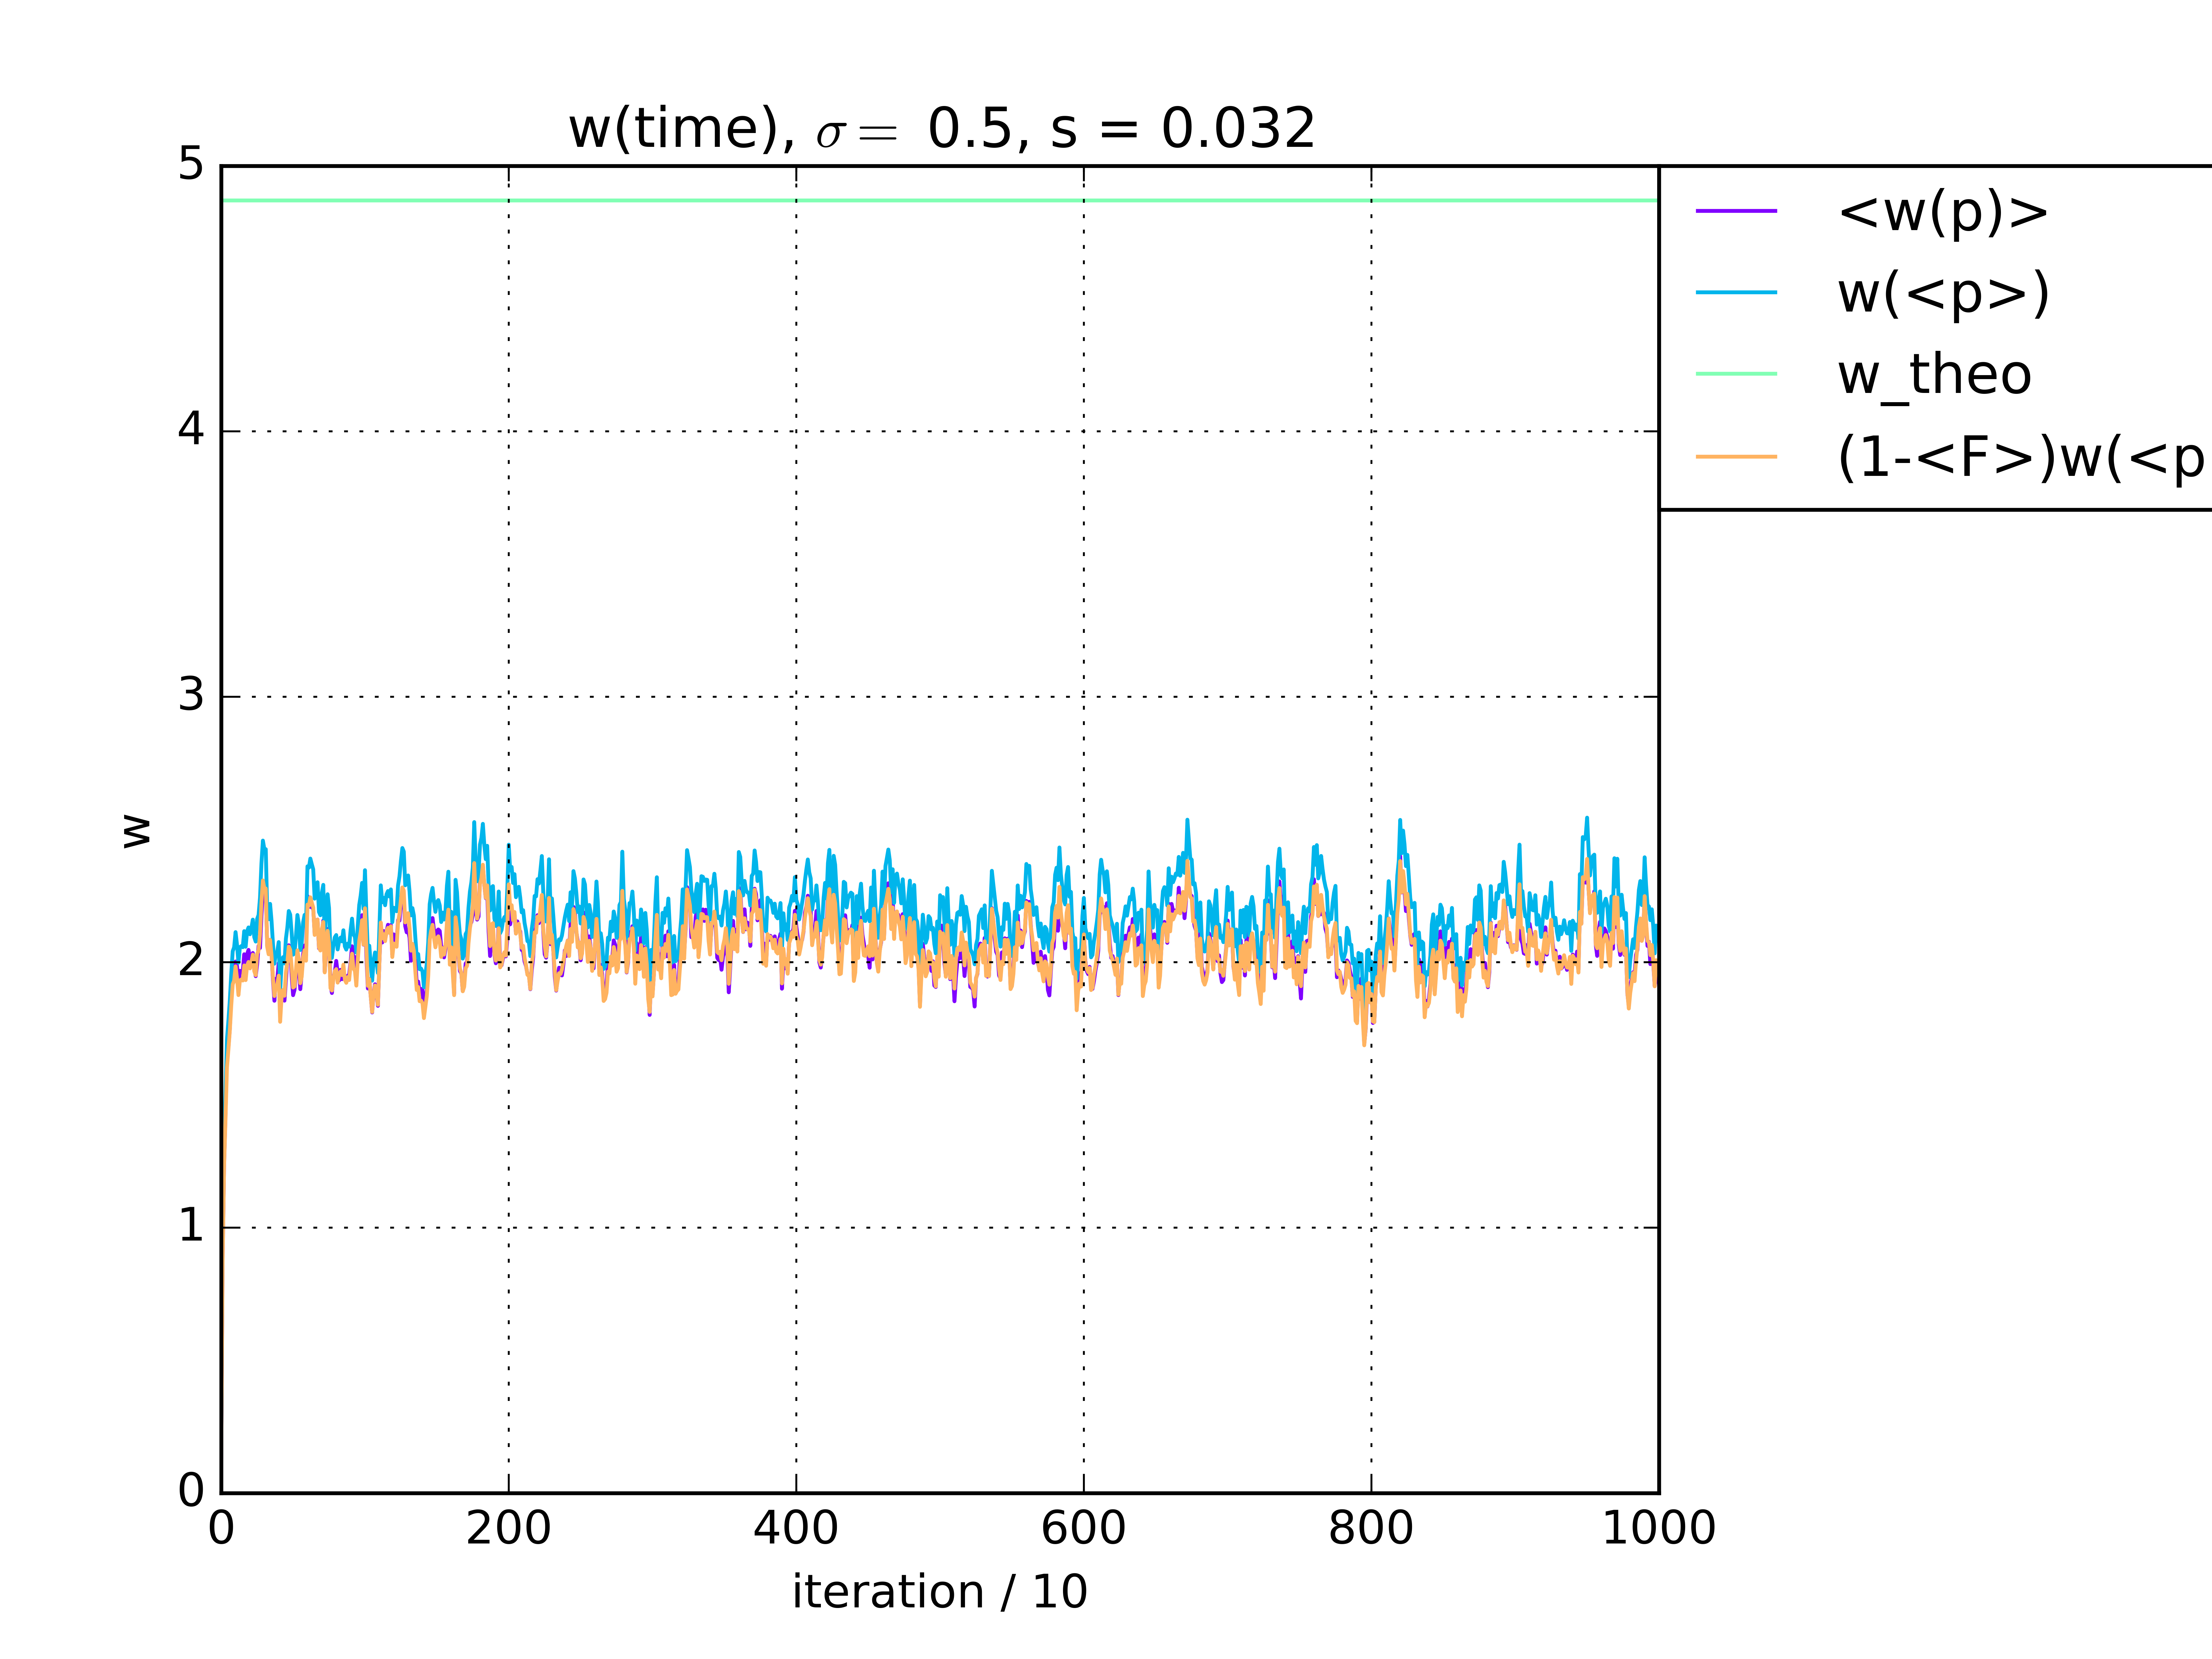 w(time), σ = 0.5, s = 0.032
5
4
3
2
1
0
w
0 200 400 600 800 1000
iteration / 10
<w(p)>
w(<p>)
w_theo
(1-<F>)w(<p